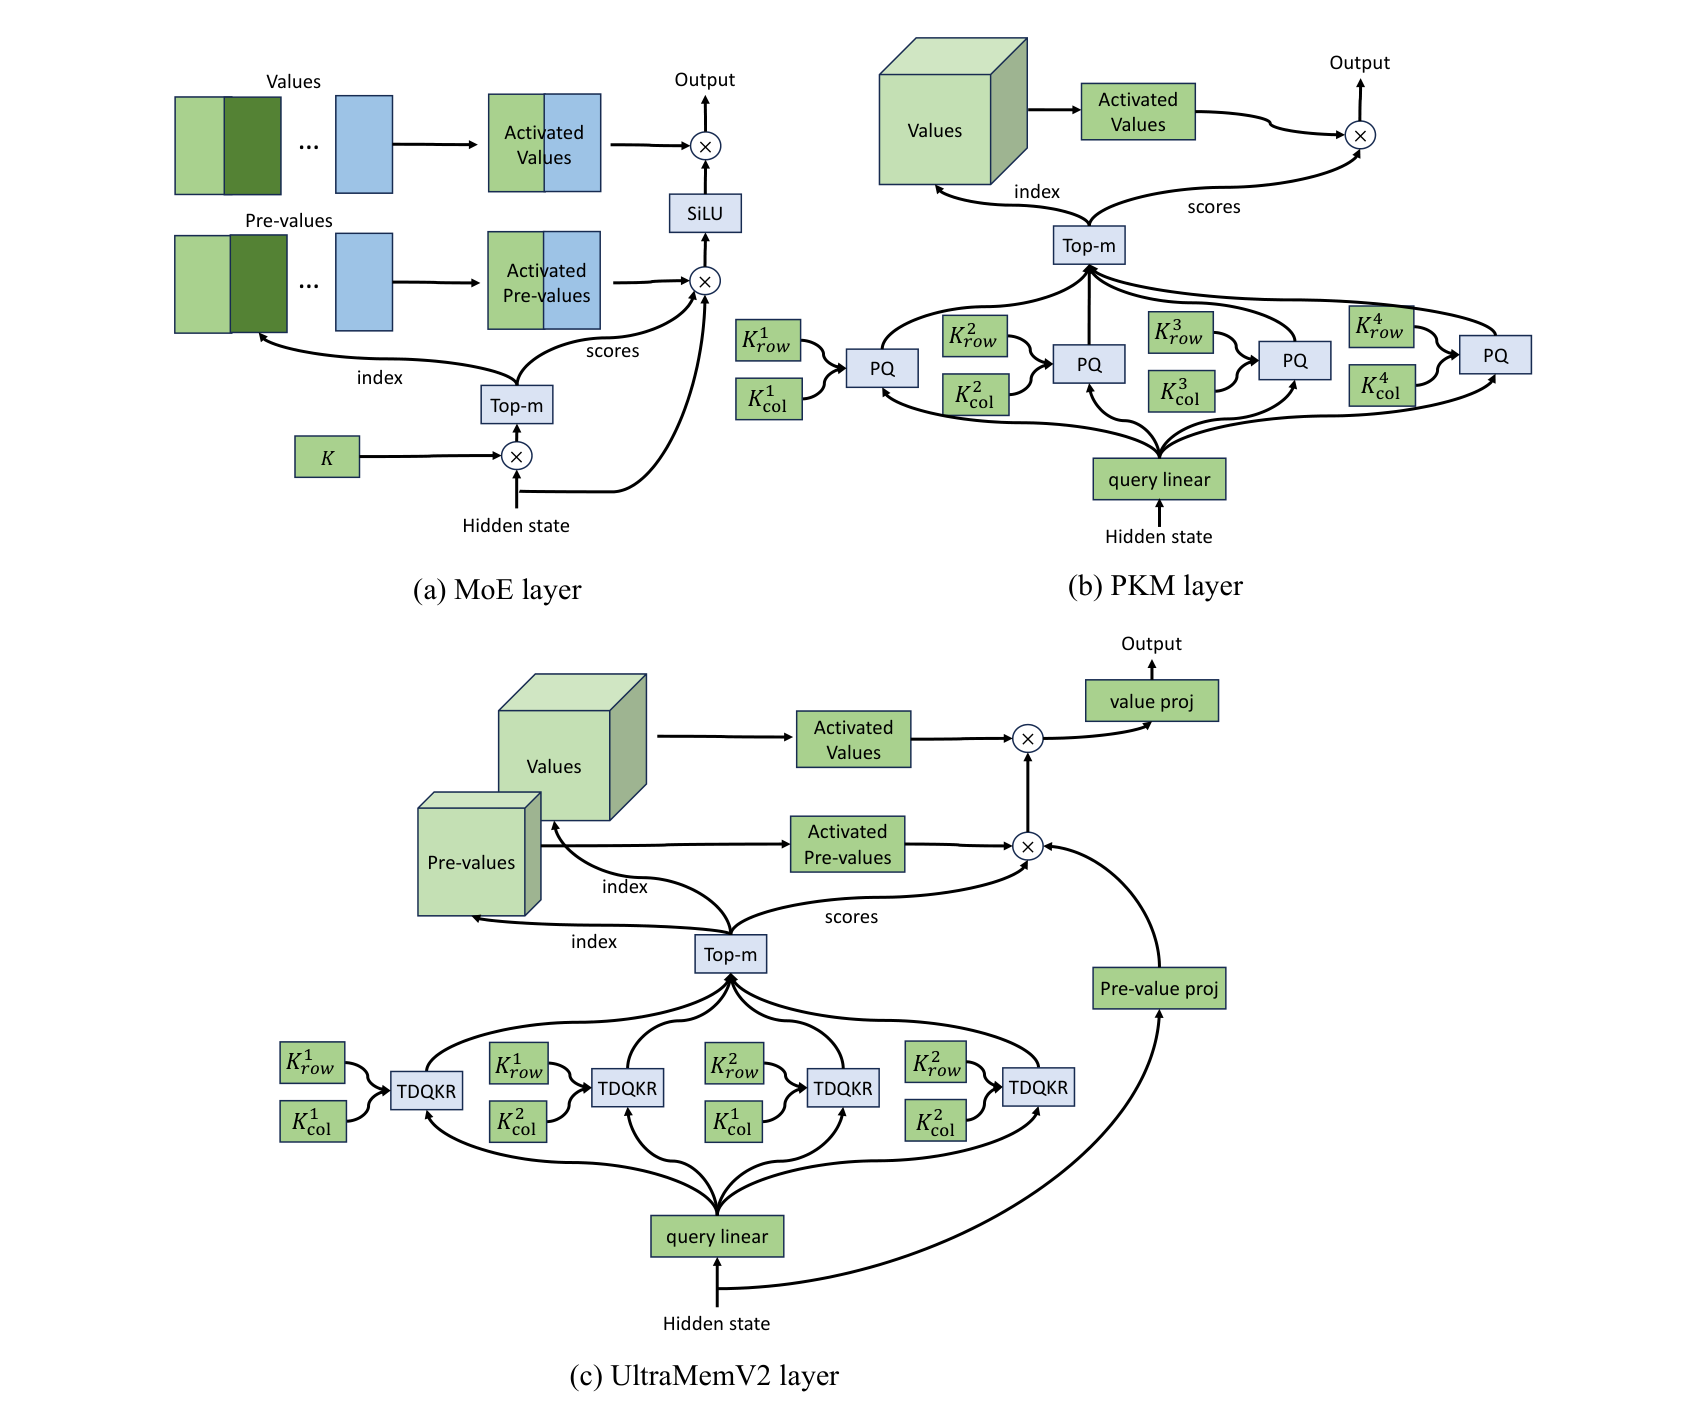 Values
...
Activated
Values
Output
×
SiLU
Pre-values
...
Activated
Pre-values
×
scores
index
Top-m
K
×
Hidden state
(a) MoE layer
Values
Activated
Values
Output
×
index
scores
Top-m
K^1_row
K^1_col
PQ
K^2_row
K^2_col
PQ
K^3_row
K^3_col
PQ
K^4_row
K^4_col
PQ
query linear
Hidden state
(b) PKM layer
Output
value proj
Values
Activated
Values
×
Pre-values
Activated
Pre-values
×
index
index
scores
Top-m
Pre-value proj
K^1_row
K^1_col
TDQKR
K^1_row
K^2_col
TDQKR
K^2_row
K^1_col
TDQKR
K^2_row
K^2_col
TDQKR
query linear
Hidden state
(c) UltraMemV2 layer